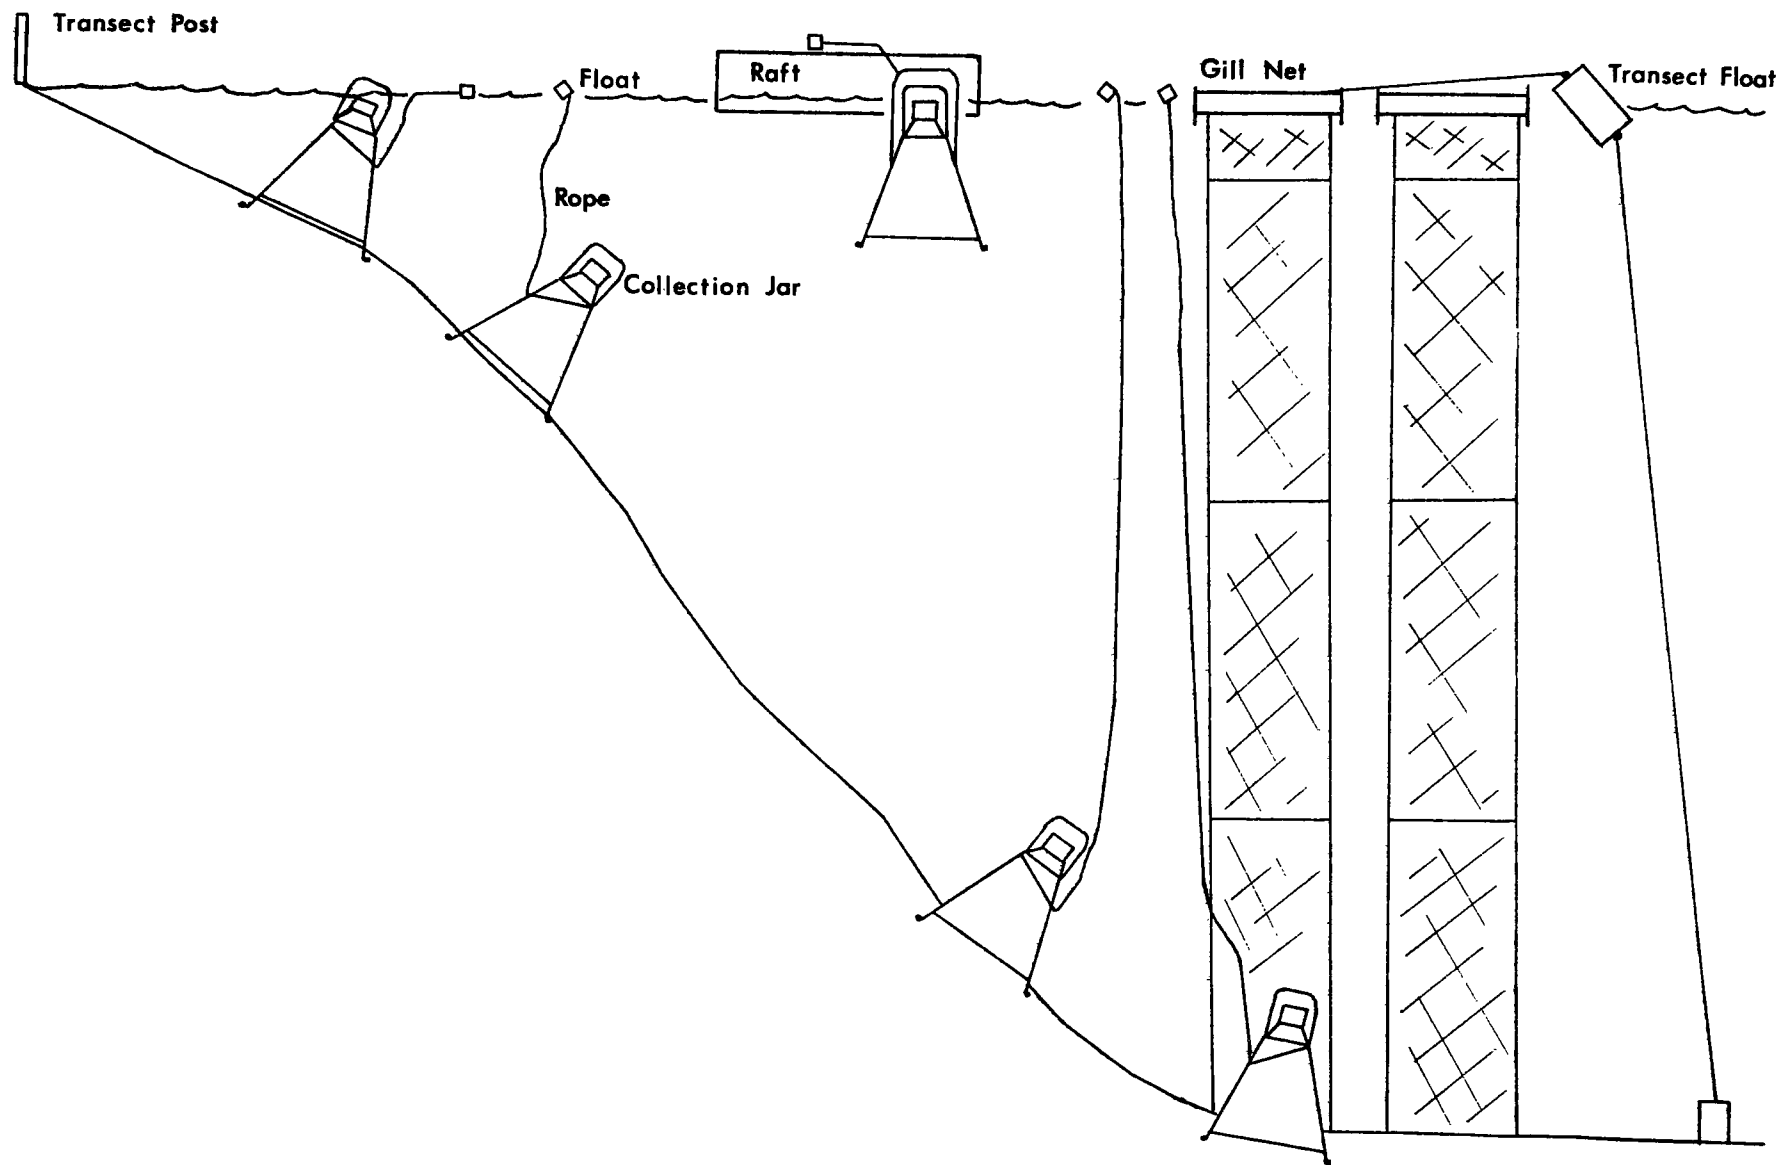 Transect Post
Float
Raft
Gill Net
Transect Float
Rope
Collection Jar